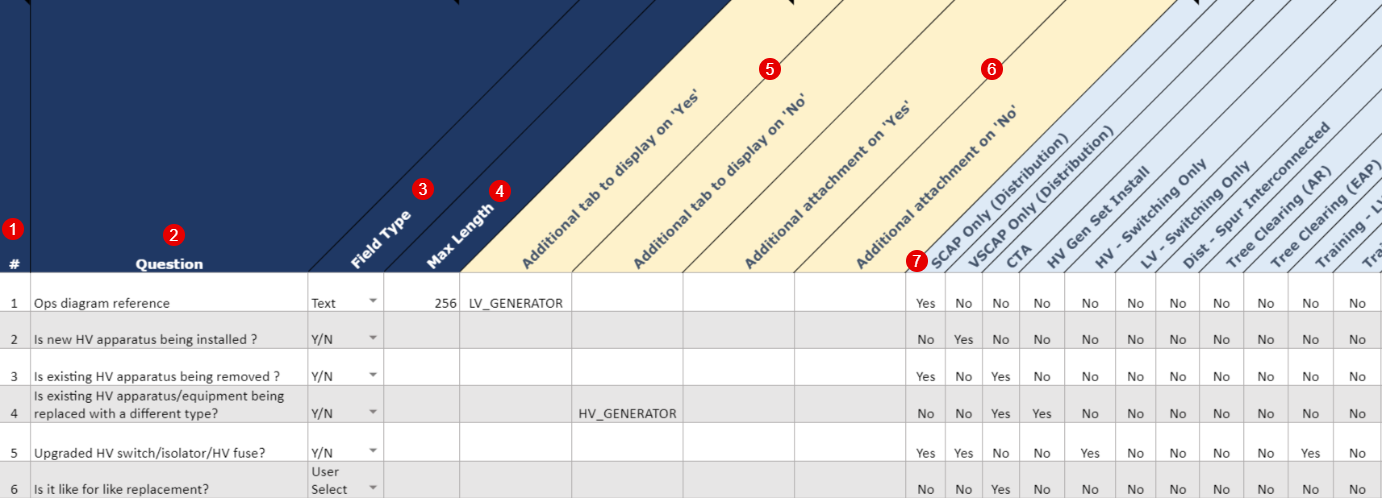 5
6
3
4
1
2
7
#
Question
Field Type
Max Length
Additional tab to display on 'Yes'
Additional tab to display on 'No'
Additional attachment on 'Yes'
Additional attachment on 'No'
SCAP Only (Distribution)
VSCAP Only (Distribution)
CTA
HV Gen Set Install
HV - Switching Only
LV - Switching Only
Dist - Spur Interconnected
Tree Clearing (AR)
Tree Clearing (EAP)
Training - LV
Tra
1 Ops diagram reference Text 256 LV_GENERATOR Yes No No No No No No No No No No
2 Is new HV apparatus being installed ? Y/N No Yes No No No No No No No No No
3 Is existing HV apparatus being removed ? Y/N Yes No Yes No No No No No No No No
Is existing HV apparatus/equipment being
4 replaced with a different type? Y/N HV_GENERATOR No No Yes Yes No No No No No No No
5 Upgraded HV switch/isolator/HV fuse? Y/N Yes Yes No No Yes No No No No Yes No
User
6 Is it like for like replacement? Select No No Yes No No No No No No No No